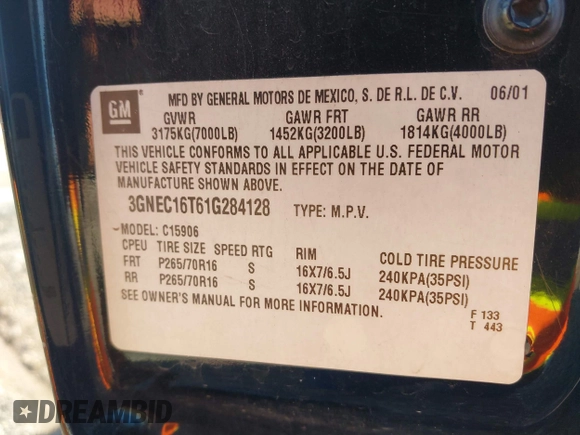 GM
MFD BY GENERAL MOTORS DE MEXICO, S. DE R.L. DE C.V. 06/01
GVWR GAWR FRT GAWR RR
3175KG(7000LB) 1452KG(3200LB) 1814KG(4000LB)
THIS VEHICLE CONFORMS TO ALL APPLICABLE U.S. FEDERAL MOTOR
VEHICLE SAFETY STANDARDS IN EFFECT ON THE DATE OF
MANUFACTURE SHOWN ABOVE.
3GNEC16T61G284128 TYPE: M.P.V.
MODEL: C15906
CPEU TIRE SIZE SPEED RTG RIM COLD TIRE PRESSURE
FRT P265/70R16 S 16X7/6.5J 240KPA(35PSI)
RR P265/70R16 S 16X7/6.5J 240KPA(35PSI)
SEE OWNER'S MANUAL FOR MORE INFORMATION.
F 133
T 443
DREAMBID